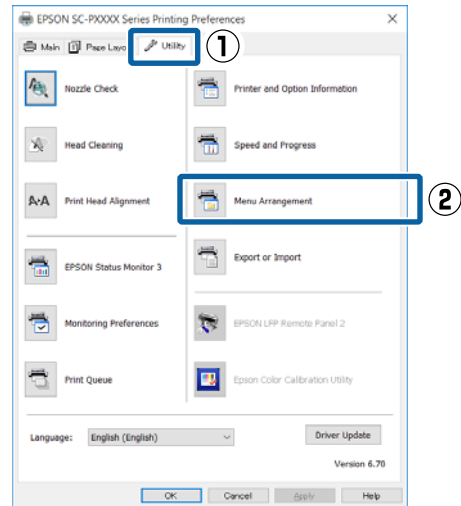 EPSON SC-PXXXX Series Printing Preferences
Main Page Layo Utility ①
Nozzle Check Printer and Option Information
Head Cleaning Speed and Progress
A·A Print Head Alignment Menu Arrangement ②
EPSON Status Monitor 3 Export or Import
Monitoring Preferences EPSON LFP Remote Panel 2
Print Queue Epson Color Calibration Utility
Language: English (English) Driver Update
Version 6.70
OK Cancel Apply Help